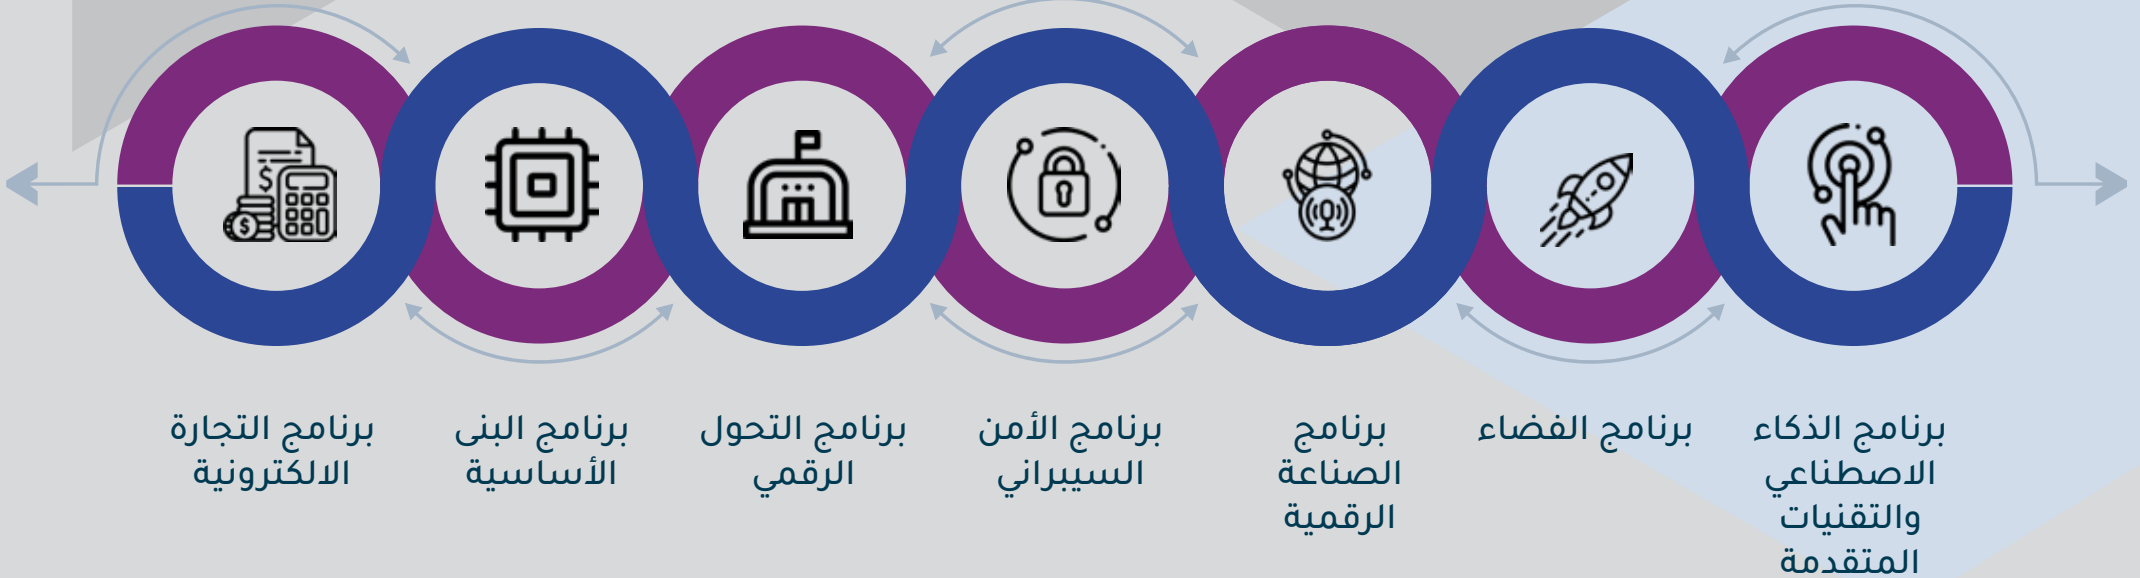 برنامج الذكاء
الاصطناعي
والتقنيات
المتقدمة
برنامج الفضاء
برنامج
الصناعة
الرقمية
برنامج الأمن
السيبراني
برنامج التحول
الرقمي
برنامج البنى
الأساسية
برنامج التجارة
الالكترونية